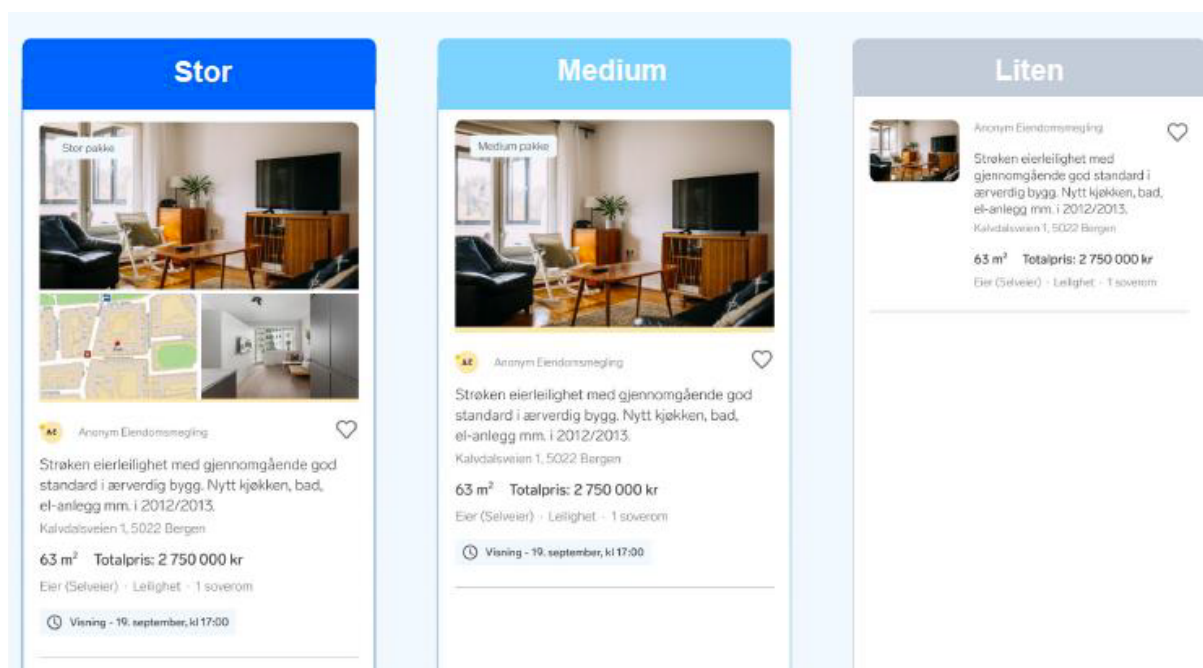 Stor
Stor pakke
AE
Anonym Eiendomsmegling
Strøken eierleilighet med gjennomgående god
standard i ærverdig bygg. Nytt kjøkken, bad,
el-anlegg mm. i 2012/2013.
Kalvdalsveien 1, 5022 Bergen
63 m² Totalpris: 2 750 000 kr
Eier (Selveier) · Leilighet · 1 soverom
Visning - 19. september, kl 17:00
Medium
Medium pakke
AE
Anonym Eiendomsmegling
Strøken eierleilighet med gjennomgående god
standard i ærverdig bygg. Nytt kjøkken, bad,
el-anlegg mm. i 2012/2013.
Kalvdalsveien 1, 5022 Bergen
63 m² Totalpris: 2 750 000 kr
Eier (Selveier) · Leilighet · 1 soverom
Visning - 19. september, kl 17:00
Liten
Anonym Eiendomsmegling
Strøken eierleilighet med
gjennomgående god standard i
ærverdig bygg. Nytt kjøkken, bad,
el-anlegg mm. i 2012/2013.
Kalvdalsveien 1, 5022 Bergen
63 m² Totalpris: 2 750 000 kr
Eier (Selveier) · Leilighet · 1 soverom